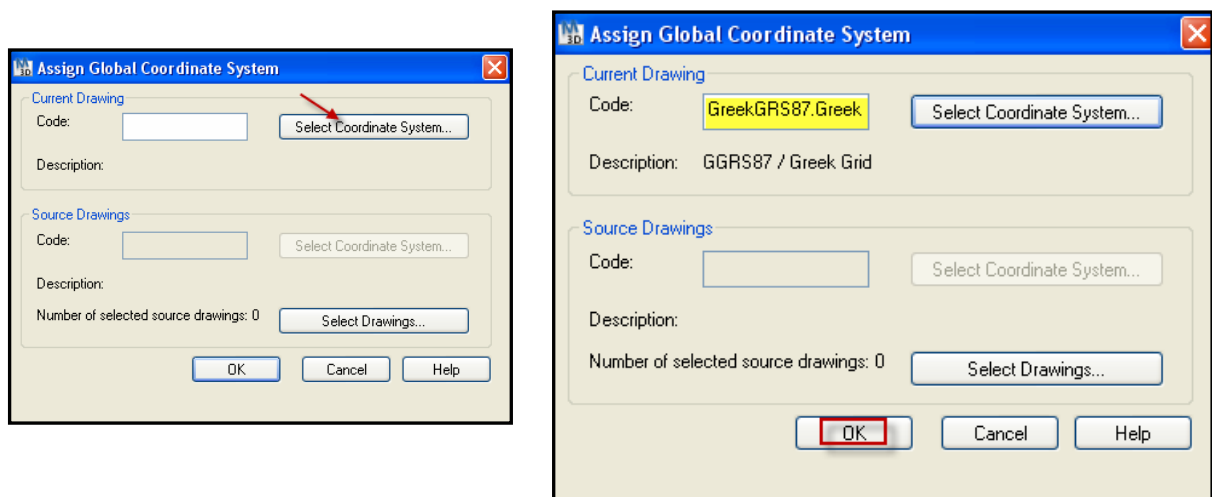 Assign Global Coordinate System
Current Drawing
Code:
Select Coordinate System...
Description:
Source Drawings
Code:
Select Coordinate System...
Description:
Number of selected source drawings: 0
Select Drawings...
OK Cancel Help
3D Assign Global Coordinate System
Current Drawing
Code: GreekGRS87.Greek Select Coordinate System...
Description: GGRS87 / Greek Grid
Source Drawings
Code: Select Coordinate System...
Description:
Number of selected source drawings: 0 Select Drawings...
OK Cancel Help